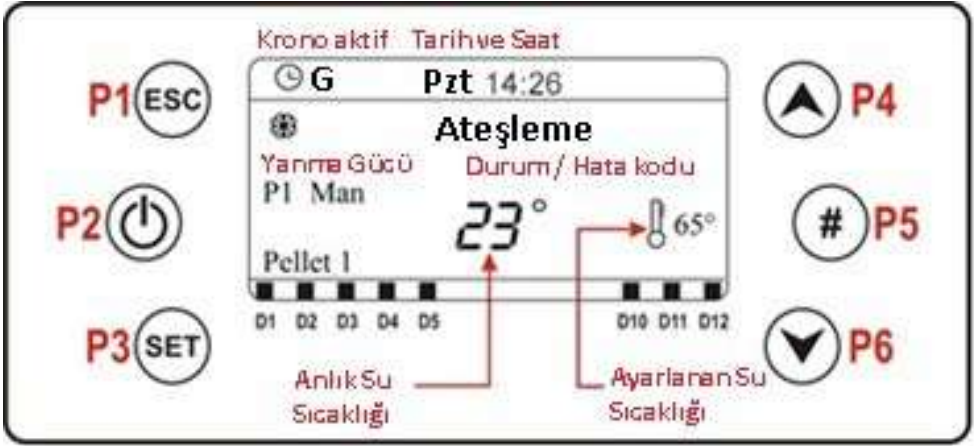 Krono aktif Tarih ve Saat
P1 ESC
G Pzt 14:26
P4
Ateşleme
Yanma Gücü Durum / Hata kodu
P1 Man
P2
23° 65°
# P5
Pellet 1
D1 D2 D3 D4 D5 D10 D11 D12
P3 SET
P6
Anlık Su
Sıcaklığı
Ayarlanan Su
Sıcaklığı